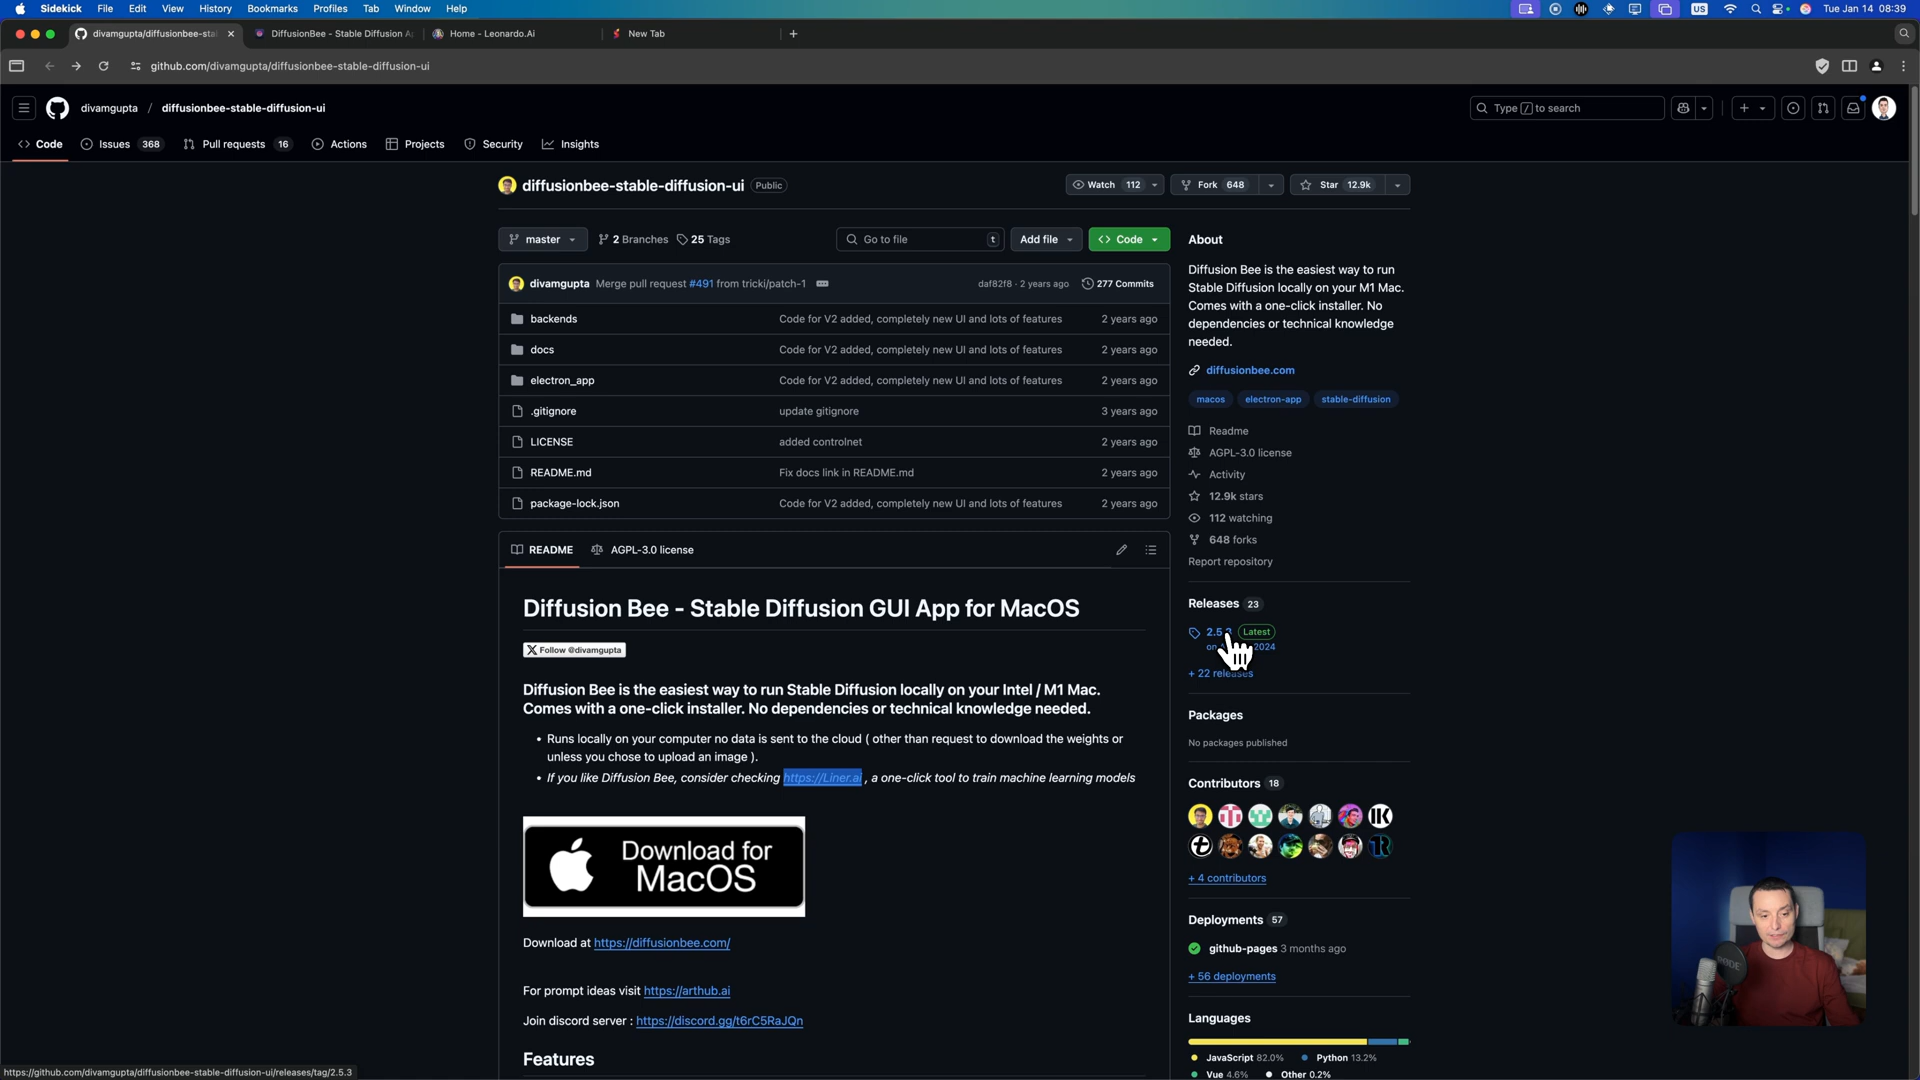 Sidekick File Edit View History Bookmarks Profiles Tab Window Help US Tue Jan 14 08:39
divamgupta/diffusionbee-sta DiffusionBee - Stable Diffusion A Home - Leonardo.Ai New Tab
github.com/divamgupta/diffusionbee-stable-diffusion-ui
divamgupta / diffusionbee-stable-diffusion-ui Type / to search
Code Issues 368 Pull requests 16 Actions Projects Security Insights
diffusionbee-stable-diffusion-ui Public Watch 112 Fork 648 Star 12.9k
master 2 Branches 25 Tags Go to file t Add file Code
divamgupta Merge pull request #491 from tricki/patch-1 daf82f8 · 2 years ago 277 Commits
backends Code for V2 added, completely new UI and lots of features 2 years ago
docs Code for V2 added, completely new UI and lots of features 2 years ago
electron_app Code for V2 added, completely new UI and lots of features 2 years ago
.gitignore update gitignore 3 years ago
LICENSE added controlnet 2 years ago
README.md Fix docs link in README.md 2 years ago
package-lock.json Code for V2 added, completely new UI and lots of features 2 years ago
README AGPL-3.0 license
Diffusion Bee - Stable Diffusion GUI App for MacOS
X Follow @divamgupta
Diffusion Bee is the easiest way to run Stable Diffusion locally on your Intel / M1 Mac.
Comes with a one-click installer. No dependencies or technical knowledge needed.
• Runs locally on your computer no data is sent to the cloud ( other than request to download the weights or
unless you chose to upload an image ).
• If you like Diffusion Bee, consider checking https://Liner.ai , a one-click tool to train machine learning models
Download for
MacOS
Download at https://diffusionbee.com/
For prompt ideas visit https://arthub.ai
Join discord server : https://discord.gg/t6rC5RaJQn
Features
About
Diffusion Bee is the easiest way to run
Stable Diffusion locally on your M1 Mac.
Comes with a one-click installer. No
dependencies or technical knowledge
needed.
diffusionbee.com
macos electron-app stable-diffusion
Readme
AGPL-3.0 license
Activity
12.9k stars
112 watching
648 forks
Report repository
Releases 23
2.5.3 Latest
on 2024
+ 22 releases
Packages
No packages published
Contributors 18
+ 4 contributors
Deployments 57
github-pages 3 months ago
+ 56 deployments
Languages
JavaScript 82.0% Python 13.2%
Vue 4.6% Other 0.2%
https://github.com/divamgupta/diffusionbee-stable-diffusion-ui/releases/tag/2.5.3